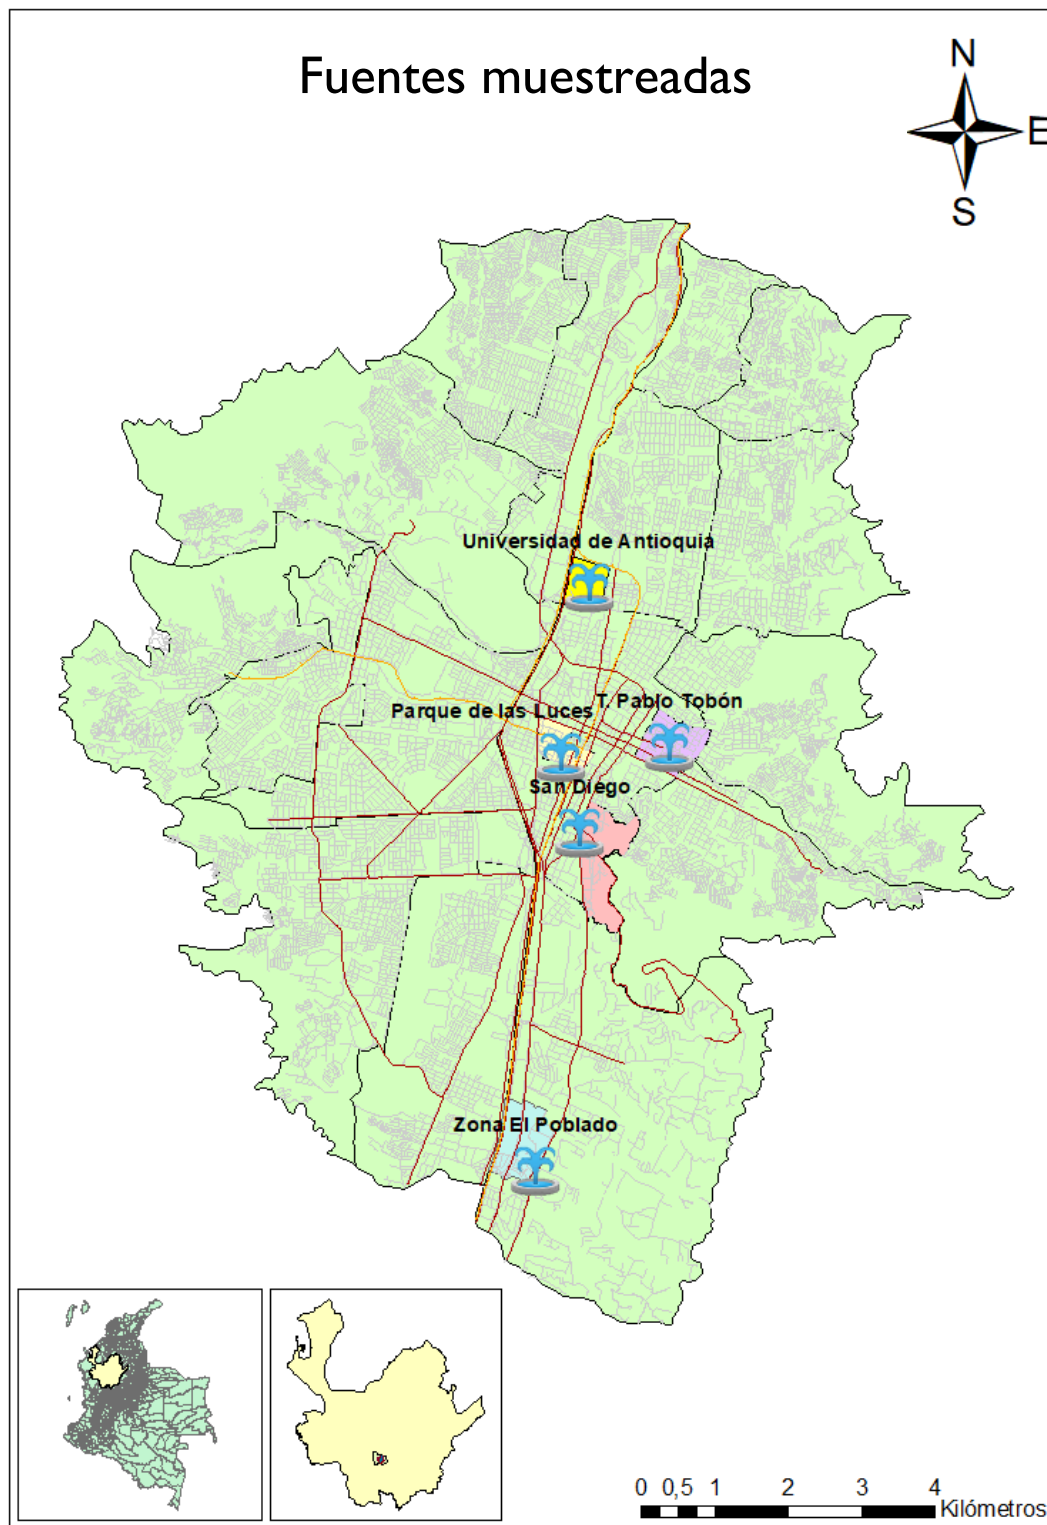 Fuentes muestreadas
N
E
S
Universidad de Antioquia
T. Pablo Tobón
Parque de las Luces
San Diego
Zona El Poblado
0 0,5 1 2 3 4
Kilómetros